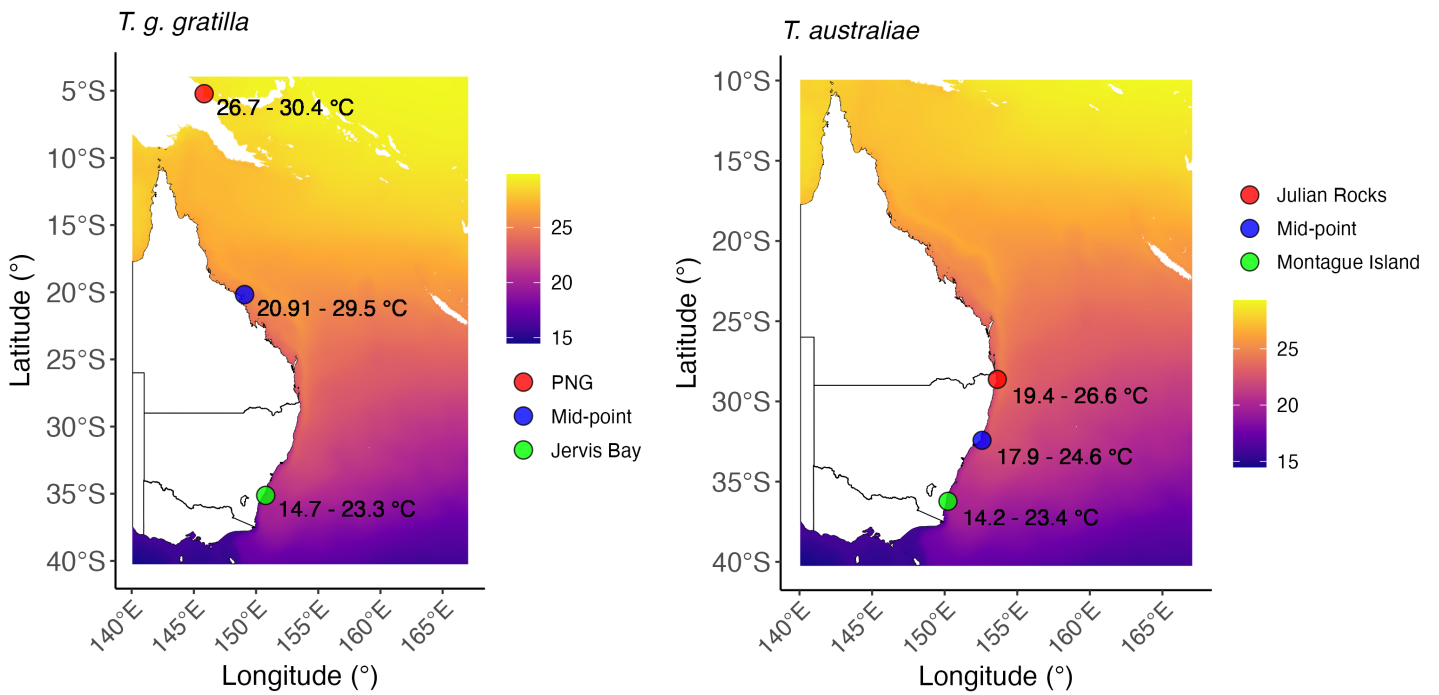 T. g. gratilla
5°S
10°S
15°S
20°S
25°S
30°S
35°S
40°S
Latitude (°)
26.7 - 30.4 °C
20.91 - 29.5 °C
14.7 - 23.3 °C
140°E
145°E
150°E
155°E
160°E
165°E
Longitude (°)
25
20
15
PNG
Mid-point
Jervis Bay
T. australiae
10°S
15°S
20°S
25°S
30°S
35°S
40°S
Latitude (°)
19.4 - 26.6 °C
17.9 - 24.6 °C
14.2 - 23.4 °C
140°E
145°E
150°E
155°E
160°E
165°E
Longitude (°)
Julian Rocks
Mid-point
Montague Island
25
20
15